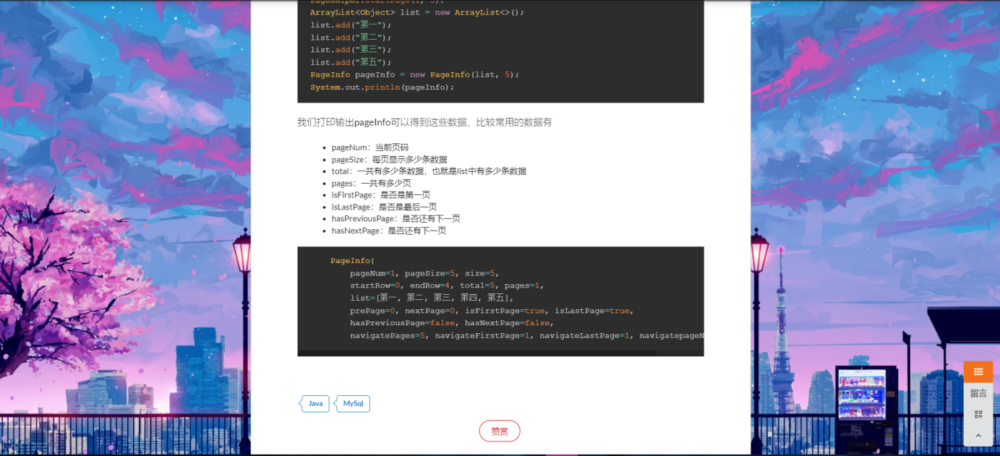 PageHelper.startPage(1, 5);
ArrayList<Object> list = new ArrayList<>();
list.add("第一");
list.add("第二");
list.add("第三");
list.add("第五");
PageInfo pageInfo = new PageInfo(list, 5);
System.out.println(pageInfo);
我们打印输出pageInfo可以得到这些数据，比较常用的数据有
• pageNum：当前页码
• pageSize：每页显示多少条数据
• total：一共有多少条数据，也就是list中有多少条数据
• pages：一共有多少页
• isFirstPage：是否是第一页
• isLastPage：是否是最后一页
• hasPreviousPage：是否还有下一页
• hasNextPage：是否还有下一页
PageInfo{
pageNum=1, pageSize=5, size=5,
startRow=0, endRow=4, total=5, pages=1,
list=[第一, 第二, 第三, 第四, 第五],
prePage=0, nextPage=0, isFirstPage=true, isLastPage=true,
hasPreviousPage=false, hasNextPage=false,
navigatePages=5, navigateFirstPage=1, navigateLastPage=1, navigatepageN
Java MySql
赞赏
留言